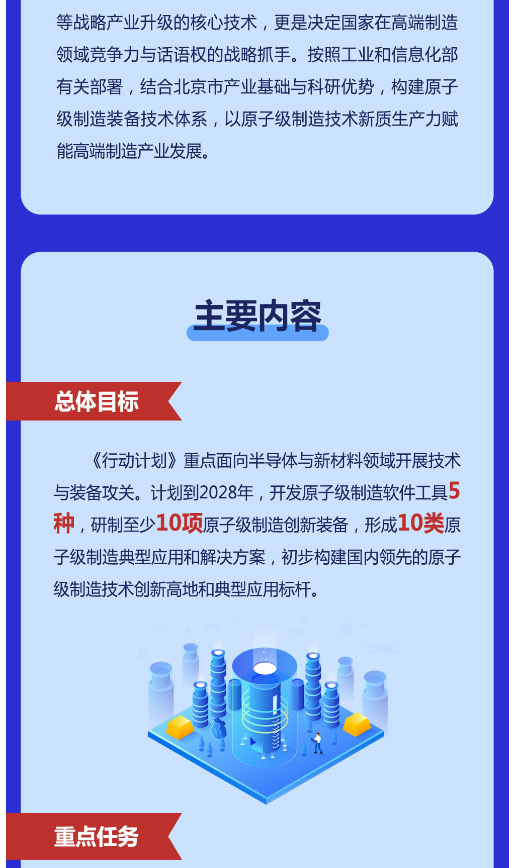 等战略产业升级的核心技术，更是决定国家在高端制造
领域竞争力与话语权的战略抓手。按照工业和信息化部
有关部署，结合北京市产业基础与科研优势，构建原子
级制造装备技术体系，以原子级制造技术新质生产力赋
能高端制造产业发展。
主要内容
总体目标
《行动计划》重点面向半导体与新材料领域开展技术
与装备攻关。计划到2028年，开发原子级制造软件工具5
种，研制至少10项原子级制造创新装备，形成10类原
子级制造典型应用和解决方案，初步构建国内领先的原子
级制造技术创新高地和典型应用标杆。
重点任务